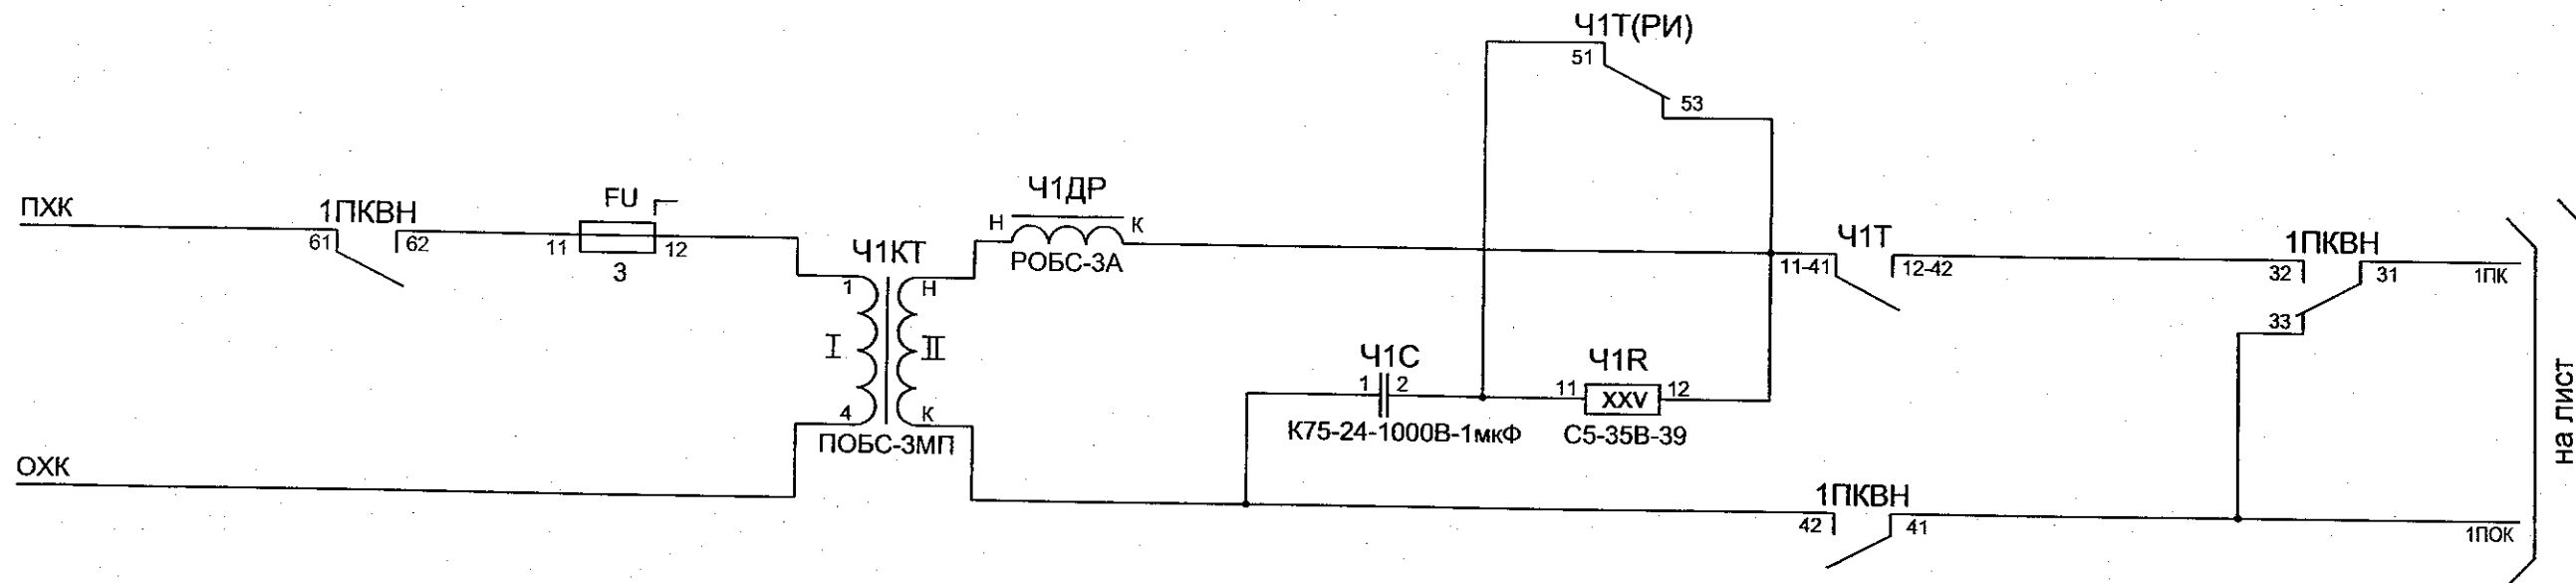 Ч1Т(РИ)
51
53
ПХК
1ПКВН
61
62
FU
11
12
3
Ч1КТ
1
4
I
II
Н
К
ПОБС-3МП
Ч1ДР
Н
К
РОБС-3А
Ч1Т
11-41
12-42
1ПКВН
32
31
33
1ПК
Ч1С
1
2
К75-24-1000В-1мкФ
Ч1R
11
XXV
12
С5-35В-39
ОХК
1ПКВН
42
41
1ПОК
на лист